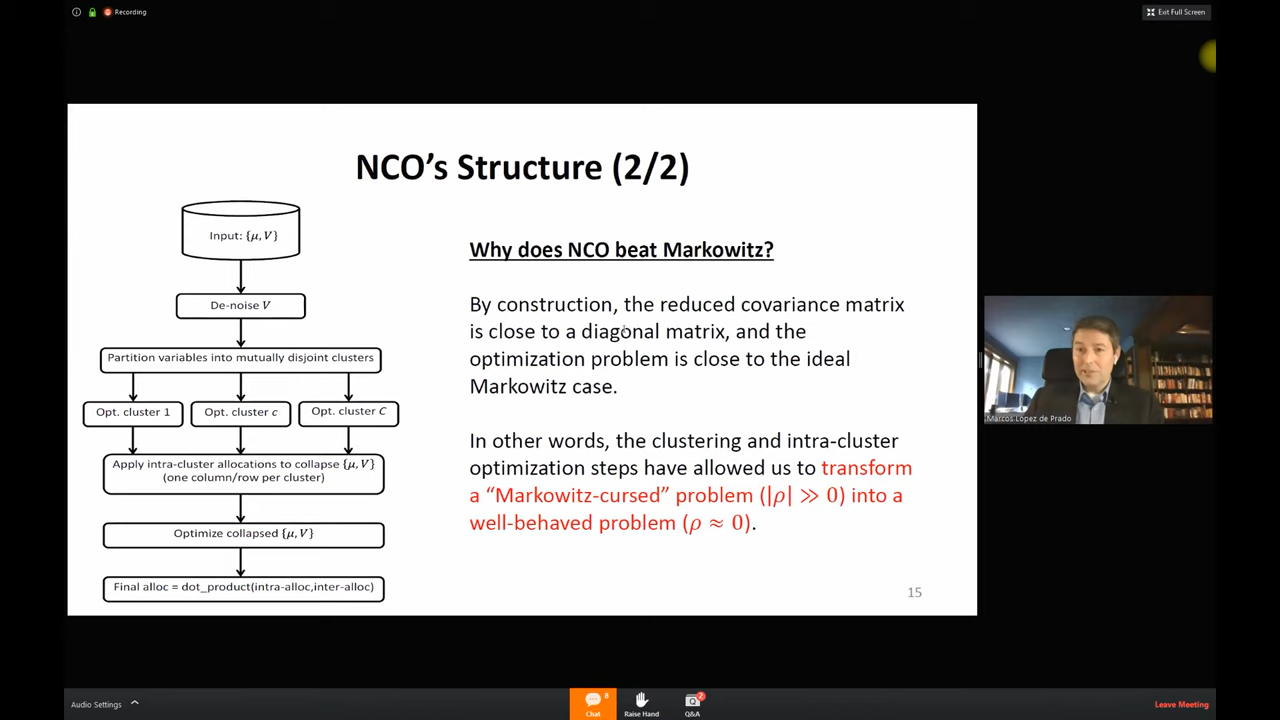 Recording
Exit Full Screen
NCO's Structure (2/2)
Input: {μ, V}
De-noise V
Partition variables into mutually disjoint clusters
Opt. cluster 1
Opt. cluster c
Opt. cluster C
Apply intra-cluster allocations to collapse {μ, V}
(one column/row per cluster)
Optimize collapsed {μ, V}
Final alloc = dot_product(intra-alloc,inter-alloc)
Why does NCO beat Markowitz?
By construction, the reduced covariance matrix
is close to a diagonal matrix, and the
optimization problem is close to the ideal
Markowitz case.
In other words, the clustering and intra-cluster
optimization steps have allowed us to transform
a “Markowitz-cursed” problem (|ρ| ≫ 0) into a
well-behaved problem (ρ ≈ 0).
15
Marcos Lopez de Prado
Audio Settings
8
Chat
Raise Hand
2
Q&A
Leave Meeting